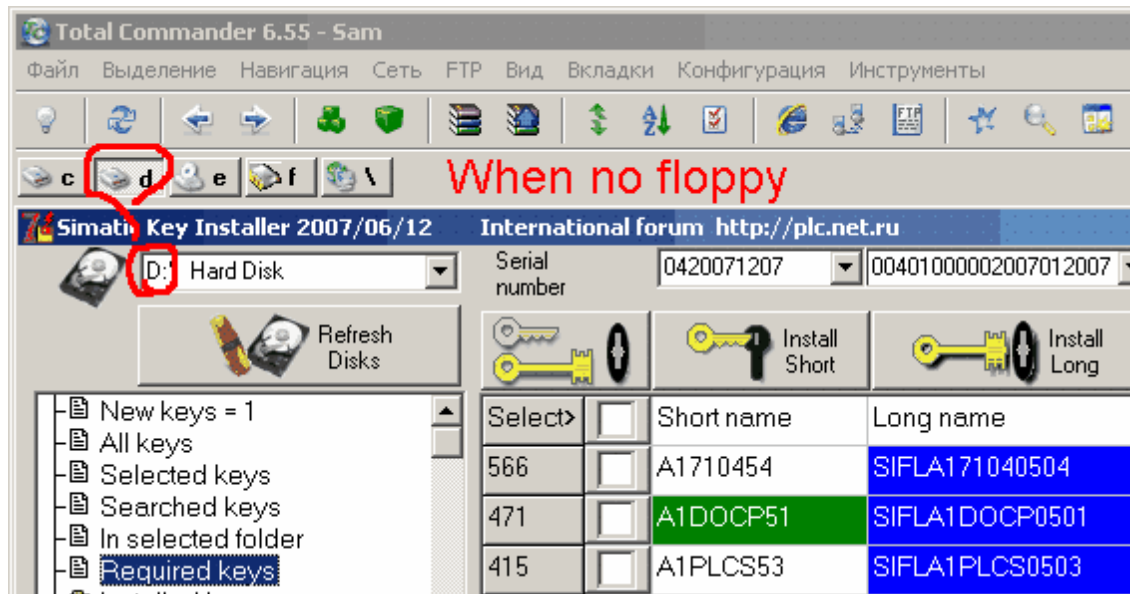 Total Commander 6.55 - Sam
Файл Выделение Навигация Сеть FTP Вид Вкладки Конфигурация Инструменты
FTP
c d e f \ When no floppy
Simatic Key Installer 2007/06/12 International forum http://plc.net.ru
D: Hard Disk Serial number 0420071207 00401000002007012007
Refresh Disks Install Short Install Long
New keys = 1
All keys
Selected keys
Searched keys
In selected folder
Required keys
Select> Short name Long name
566 A1710454 SIFLA171040504
471 A1DOCP51 SIFLA1DOCP0501
415 A1PLCS53 SIFLA1PLCS0503